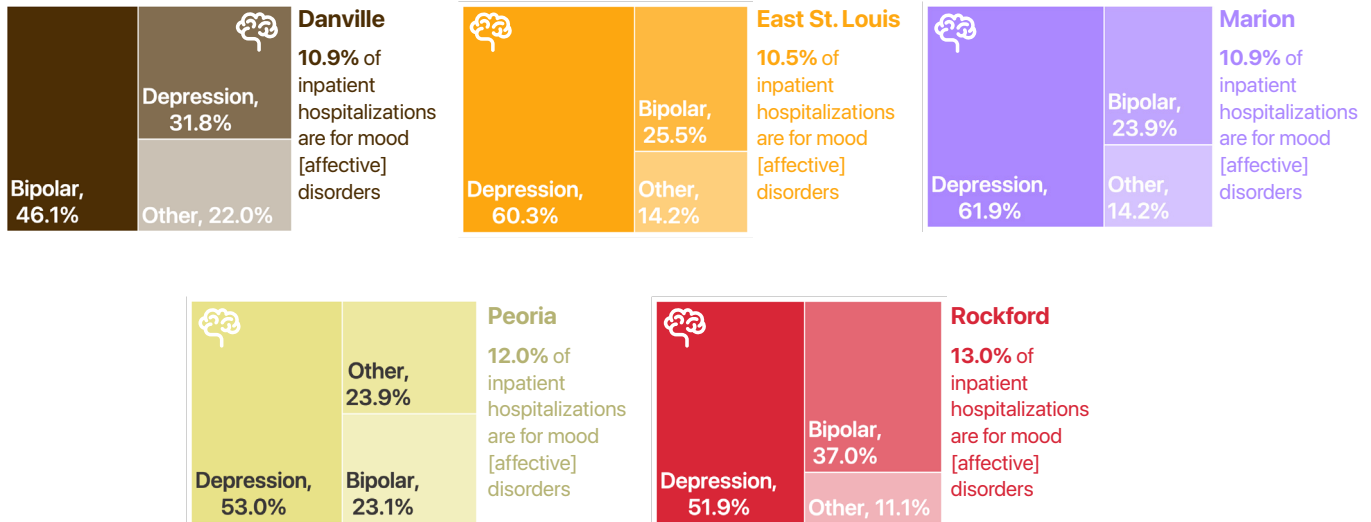 Danville
10.9% of
inpatient
hospitalizations
are for mood
[affective]
disorders
Depression,
31.8%
Bipolar,
46.1%
Other, 22.0%
East St. Louis
10.5% of
inpatient
hospitalizations
are for mood
[affective]
disorders
Bipolar,
25.5%
Depression,
60.3%
Other,
14.2%
Marion
10.9% of
inpatient
hospitalizations
are for mood
[affective]
disorders
Bipolar,
23.9%
Depression,
61.9%
Other,
14.2%
Peoria
12.0% of
inpatient
hospitalizations
are for mood
[affective]
disorders
Other,
23.9%
Depression,
53.0%
Bipolar,
23.1%
Rockford
13.0% of
inpatient
hospitalizations
are for mood
[affective]
disorders
Bipolar,
37.0%
Depression,
51.9%
Other, 11.1%